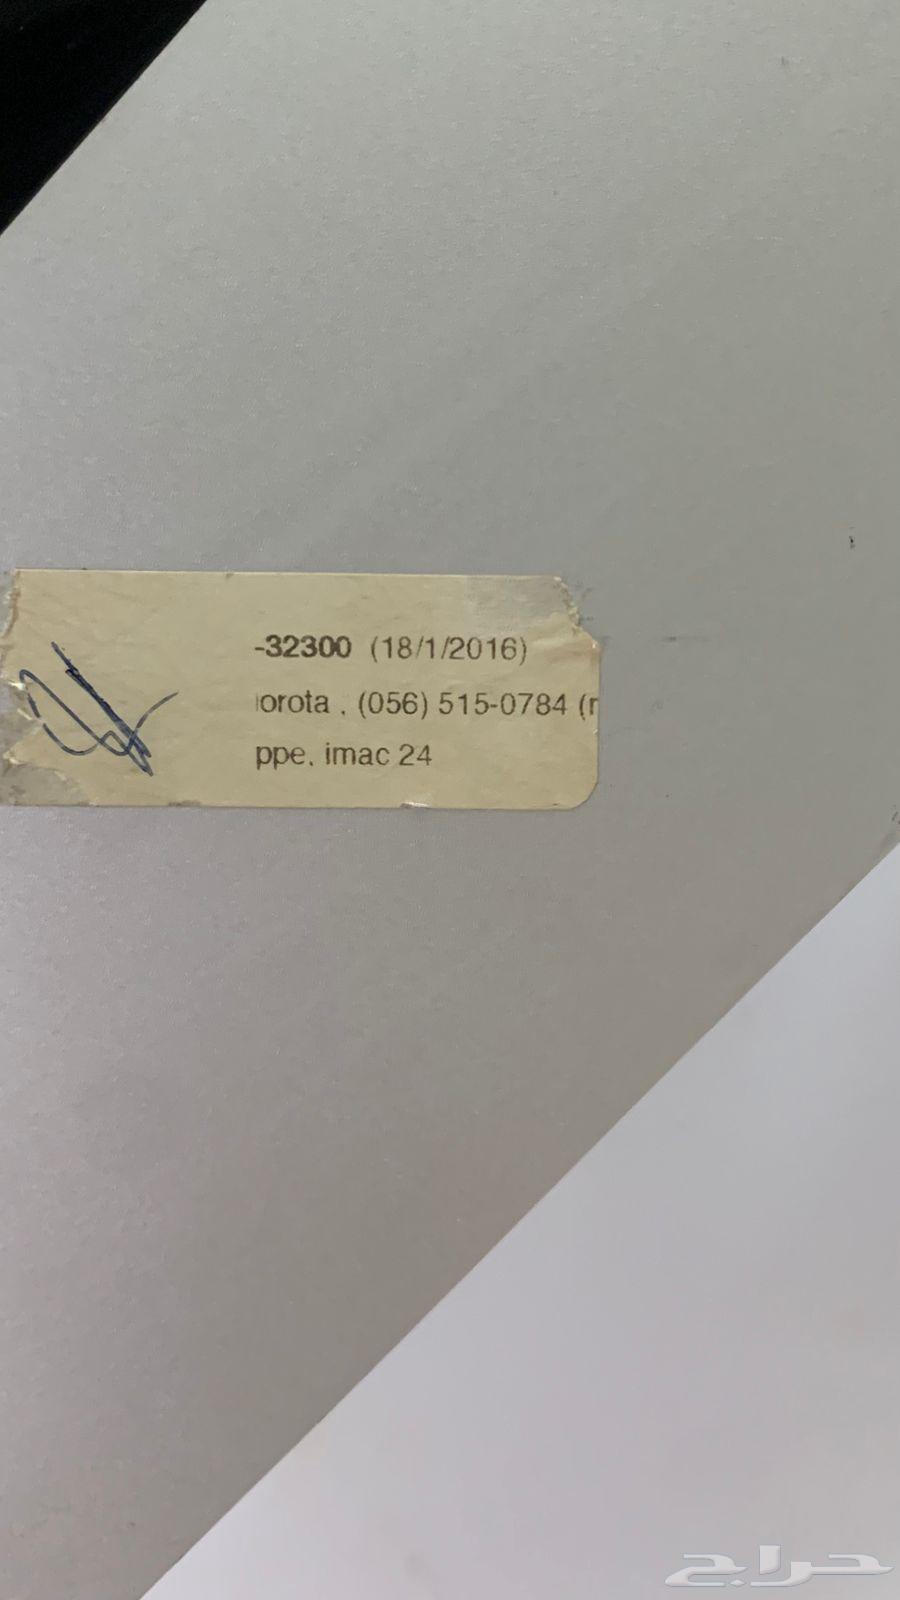 -32300 (18/1/2016)
orota , (056) 515-0784 (r
ppe, imac 24
حراج